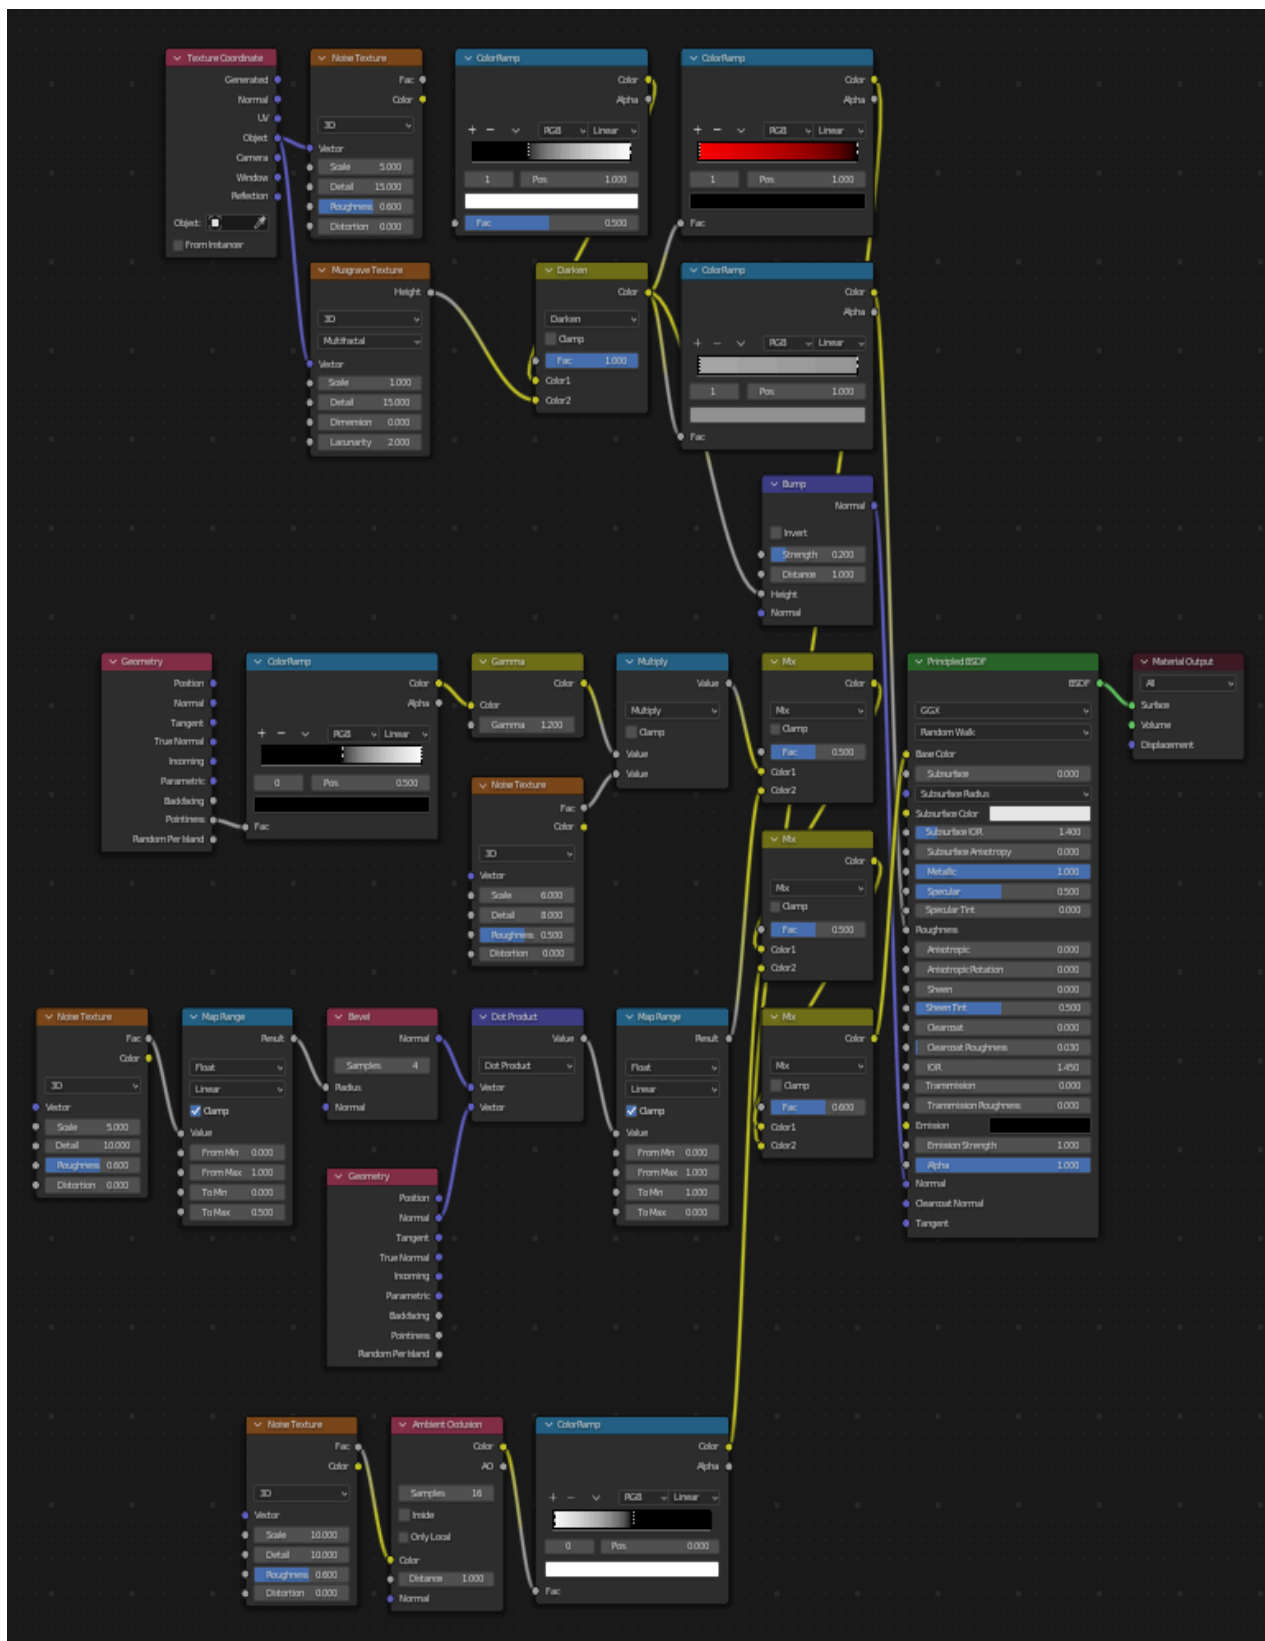 Texture Coordinate
Generated
Normal
UV
Object
Camera
Window
Reflection
Object:
From Instancer
Noise Texture
Fac
Color
3D
Vector
Scale 5.000
Detail 15.000
Roughness 0.600
Distortion 0.000
ColorRamp
Color
Alpha
+ − RGB Linear
1 Pos 1.000
Fac 0.500
ColorRamp
Color
Alpha
+ − RGB Linear
1 Pos 1.000
Fac
Musgrave Texture
Height
3D
Multifractal
Vector
Scale 1.000
Detail 15.000
Dimension 0.000
Lacunarity 2.000
Darken
Color
Darken
Clamp
Fac 1.000
Color1
Color2
ColorRamp
Color
Alpha
+ − RGB Linear
1 Pos 1.000
Fac
Bump
Normal
Invert
Strength 0.200
Distance 1.000
Height
Normal
Geometry
Position
Normal
Tangent
True Normal
Incoming
Parametric
Backfacing
Pointiness
Random Per Island
ColorRamp
Color
Alpha
+ − RGB Linear
0 Pos 0.500
Fac
Gamma
Color
Color
Gamma 1.200
Noise Texture
Fac
Color
3D
Vector
Scale 6.000
Detail 8.000
Roughness 0.500
Distortion 0.000
Multiply
Value
Multiply
Clamp
Value
Value
Mix
Color
Mix
Clamp
Fac 0.500
Color1
Color2
Mix
Color
Mix
Clamp
Fac 0.500
Color1
Color2
Mix
Color
Mix
Clamp
Fac 0.600
Color1
Color2
Principled BSDF
BSDF
GGX
Random Walk
Base Color
Subsurface 0.000
Subsurface Radius
Subsurface Color
Subsurface IOR 1.400
Subsurface Anisotropy 0.000
Metallic 1.000
Specular 0.500
Specular Tint 0.000
Roughness
Anisotropic 0.000
Anisotropic Rotation 0.000
Sheen 0.000
Sheen Tint 0.500
Clearcoat 0.000
Clearcoat Roughness 0.030
IOR 1.450
Transmission 0.000
Transmission Roughness 0.000
Emission
Emission Strength 1.000
Alpha 1.000
Normal
Clearcoat Normal
Tangent
Material Output
All
Surface
Volume
Displacement
Noise Texture
Fac
Color
3D
Vector
Scale 5.000
Detail 10.000
Roughness 0.600
Distortion 0.000
Map Range
Result
Float
Linear
Clamp
Value
From Min 0.000
From Max 1.000
To Min 0.000
To Max 0.500
Bevel
Normal
Samples 4
Radius
Normal
Geometry
Position
Normal
Tangent
True Normal
Incoming
Parametric
Backfacing
Pointiness
Random Per Island
Dot Product
Value
Dot Product
Vector
Vector
Map Range
Result
Float
Linear
Clamp
Value
From Min 0.000
From Max 1.000
To Min 1.000
To Max 0.000
Noise Texture
Fac
Color
3D
Vector
Scale 10.000
Detail 10.000
Roughness 0.600
Distortion 0.000
Ambient Occlusion
Color
AO
Samples 16
Inside
Only Local
Color
Distance 1.000
Normal
ColorRamp
Color
Alpha
+ − RGB Linear
0 Pos 0.000
Fac